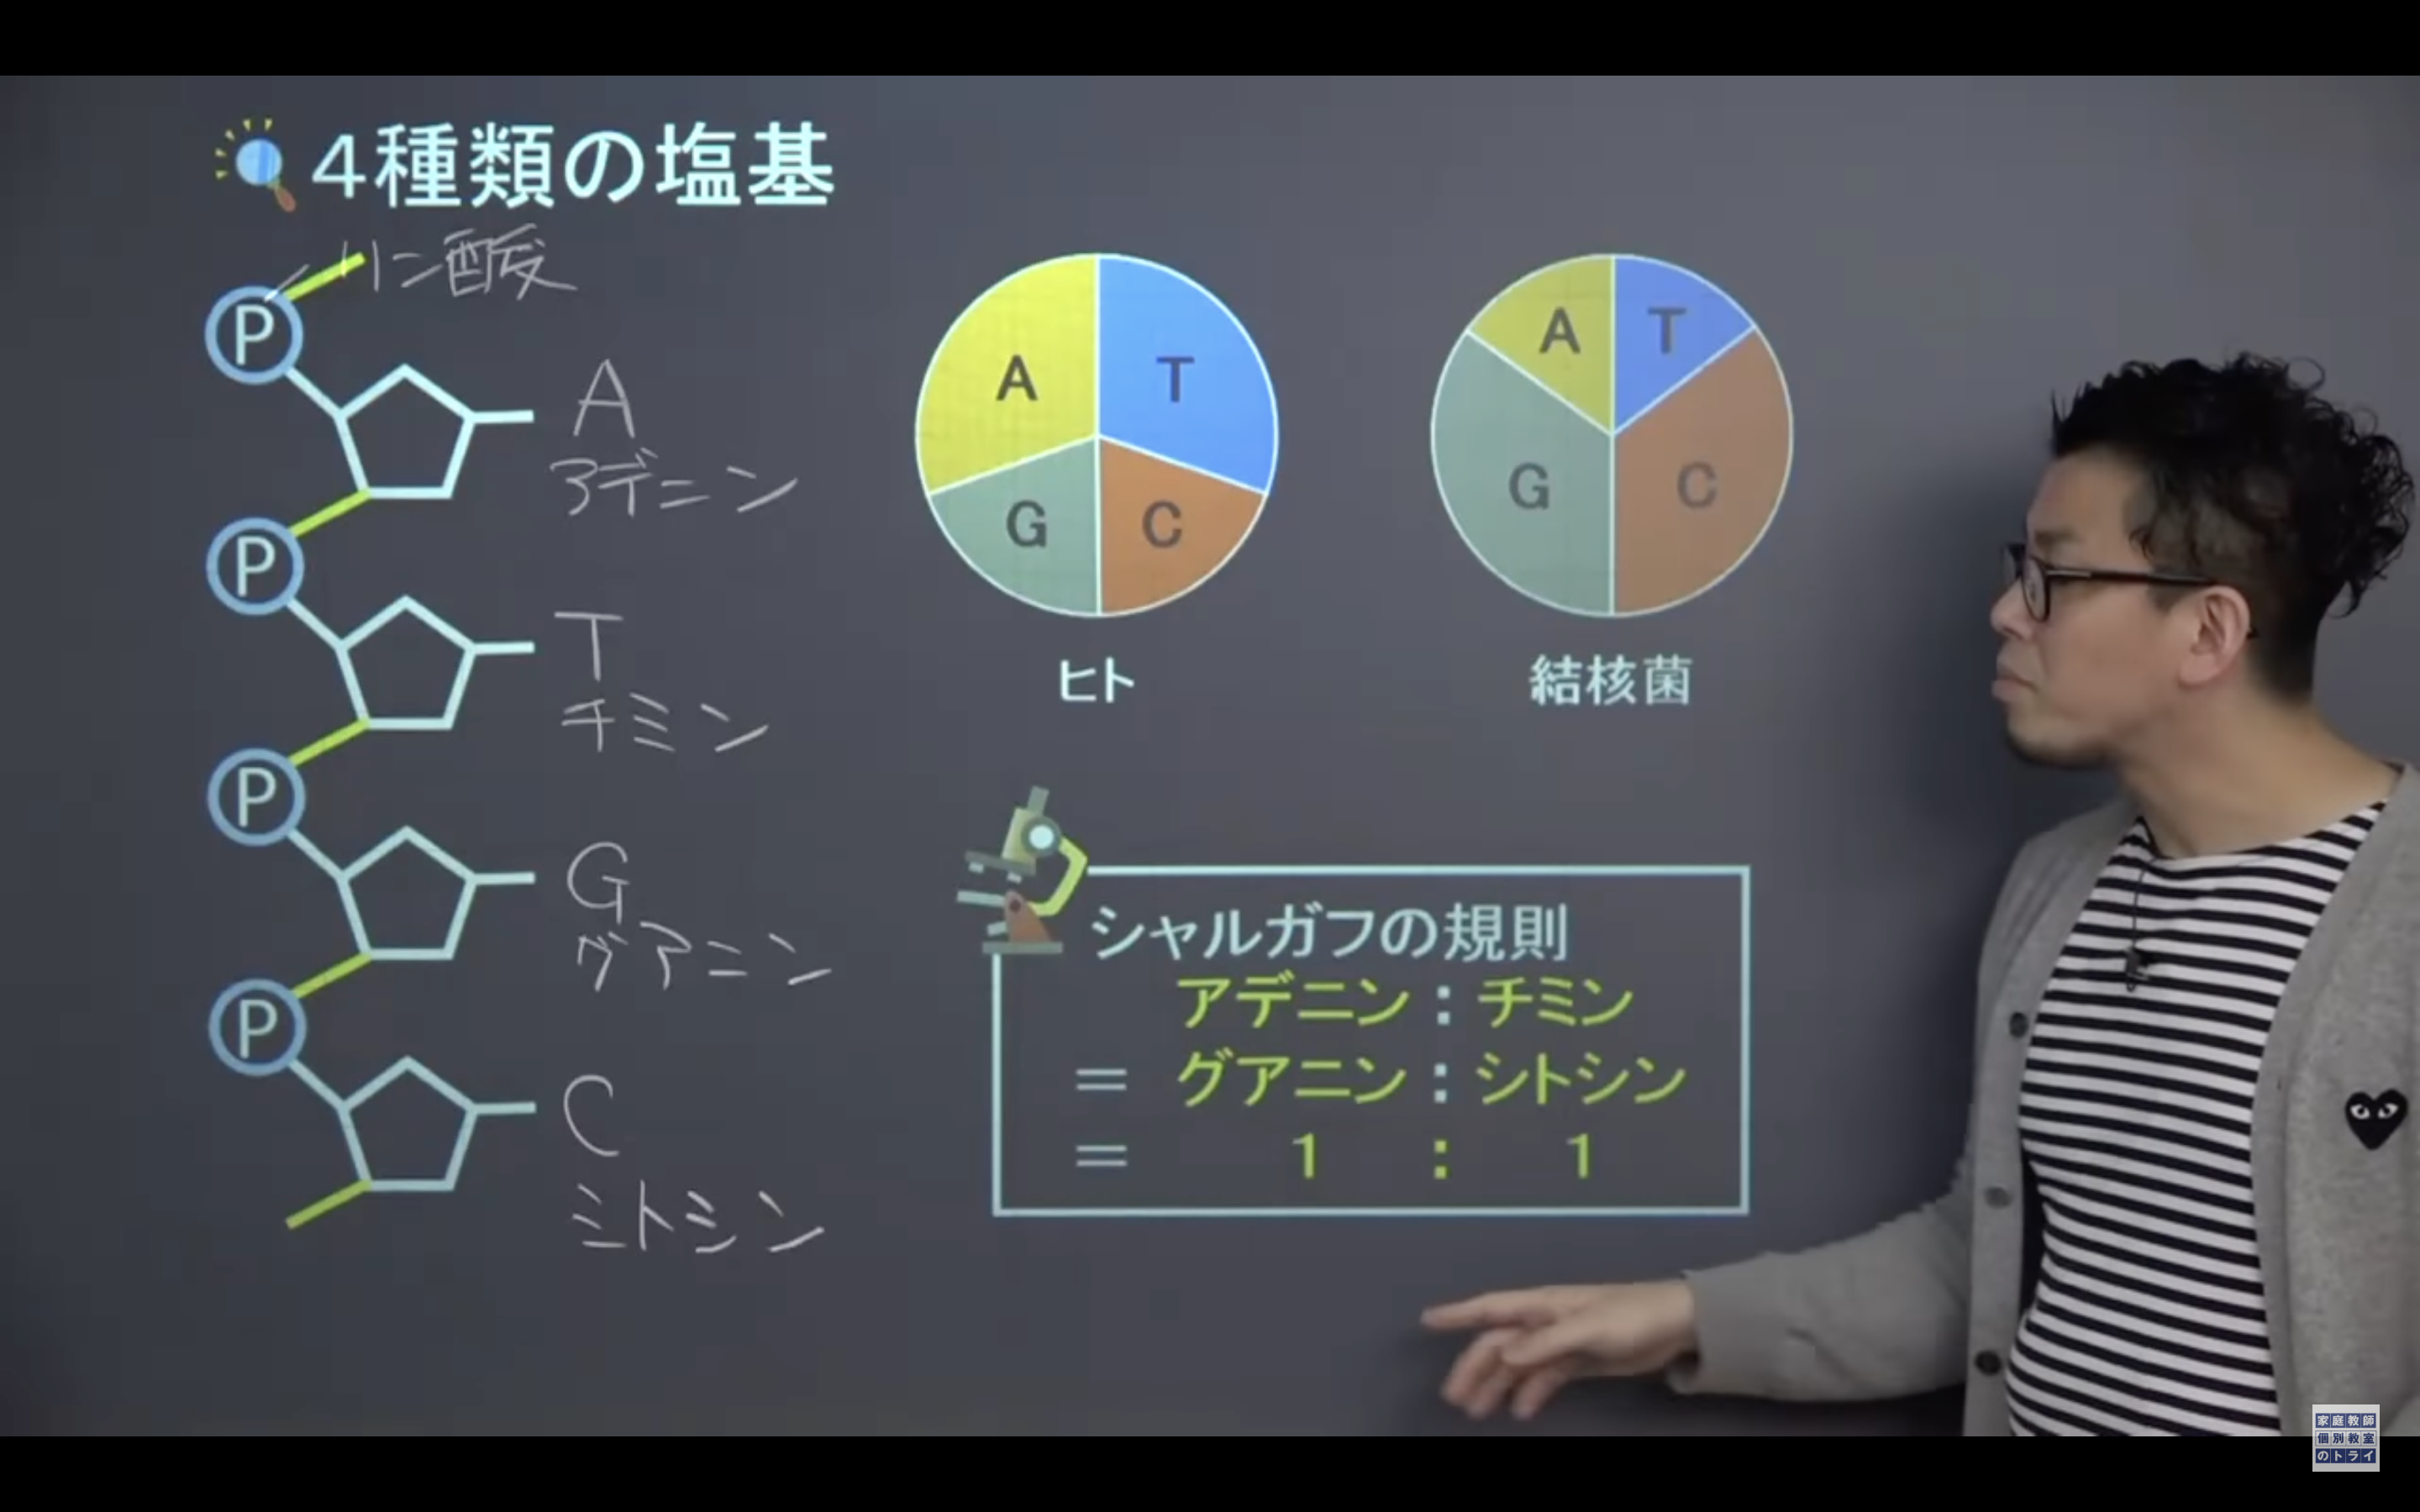 4種類の塩基
リン酸
P
A
アデニン
P
T
チミン
P
G
グアニン
P
C
シトシン
A
T
G
C
ヒト
A
T
G
C
結核菌
シャルガフの規則
アデニン：チミン
＝ グアニン：シトシン
＝ 1 ： 1
家庭教師
個別教室
のトライ